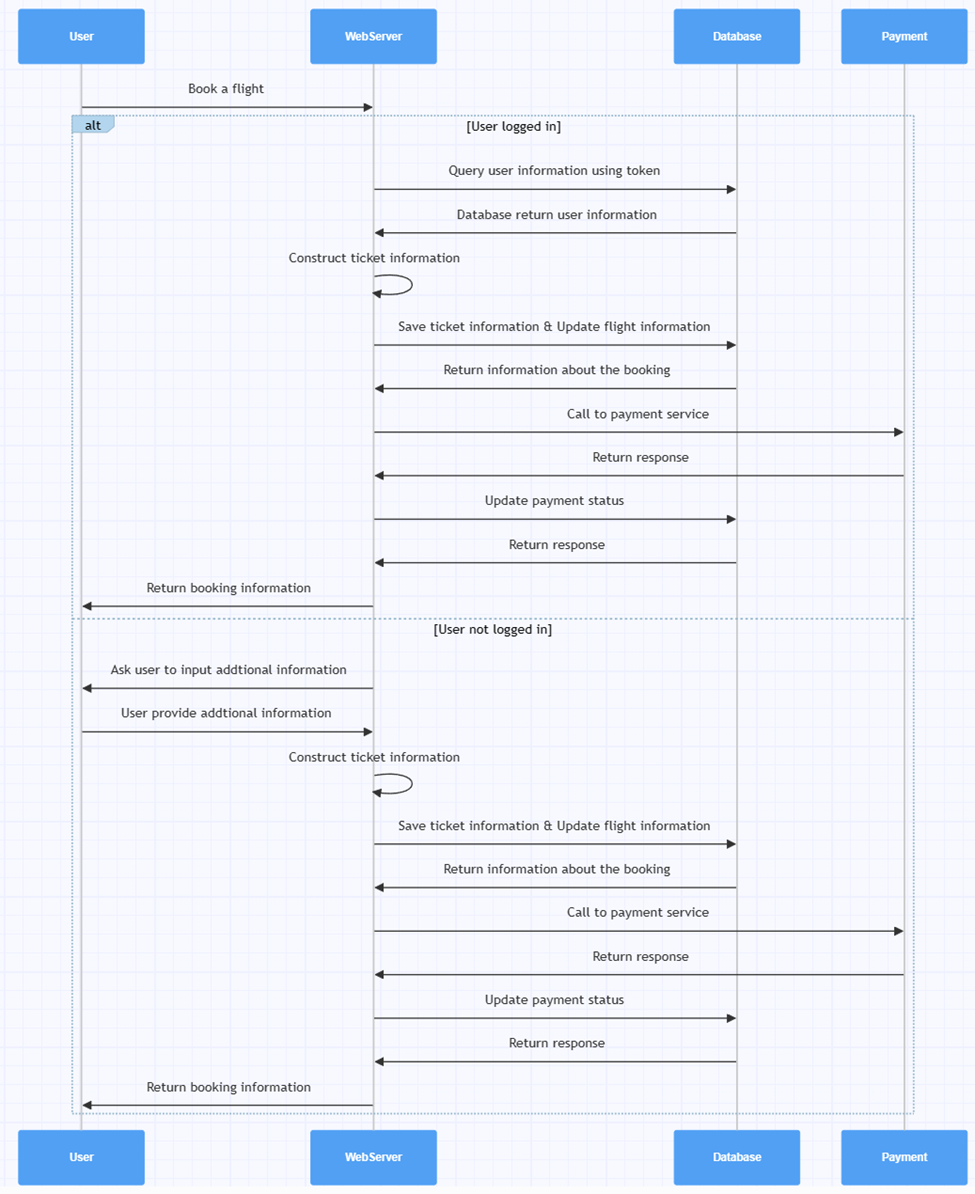 User
WebServer
Database
Payment
Book a flight
alt
[User logged in]
Query user information using token
Database return user information
Construct ticket information
Save ticket information & Update flight information
Return information about the booking
Call to payment service
Return response
Update payment status
Return response
Return booking information
[User not logged in]
Ask user to input addtional information
User provide addtional information
Construct ticket information
Save ticket information & Update flight information
Return information about the booking
Call to payment service
Return response
Update payment status
Return response
Return booking information
User
WebServer
Database
Payment